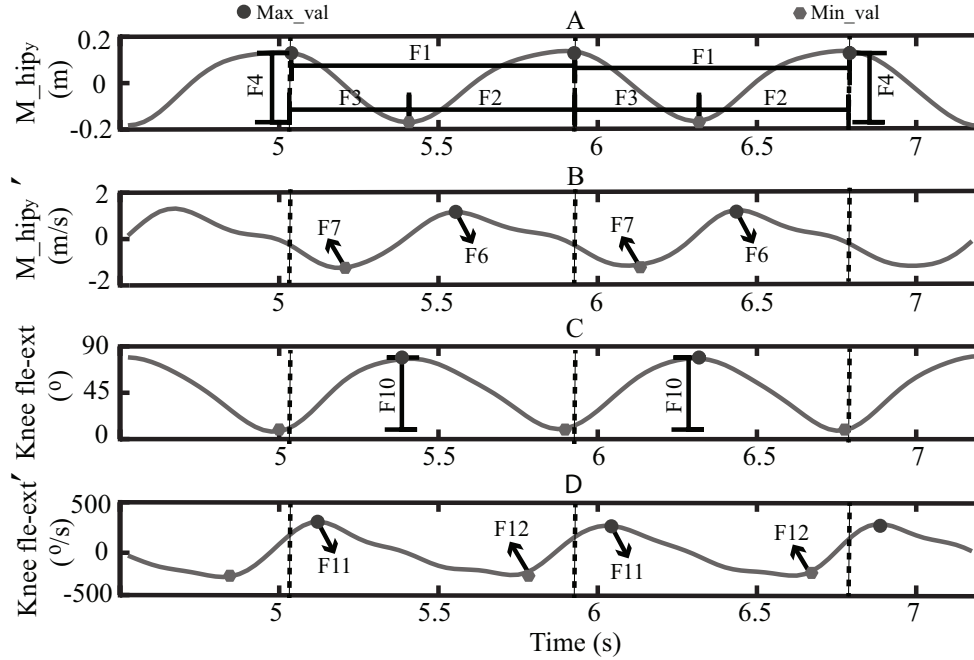 Max_val Min_val
A
M_hipy
(m)
0.2
0
-0.2
F4
F1
F1
F3 F2 F3 F2
F4
5 5.5 6 6.5 7
B
M_hipy′
(m/s)
2
0
-2
F7 F6 F7 F6
5 5.5 6 6.5 7
C
Knee fle-ext
(º)
90
45
0
F10 F10
5 5.5 6 6.5 7
D
Knee fle-ext′
(º/s)
500
0
-500
F11 F12 F11 F12
5 5.5 6 6.5 7
Time (s)